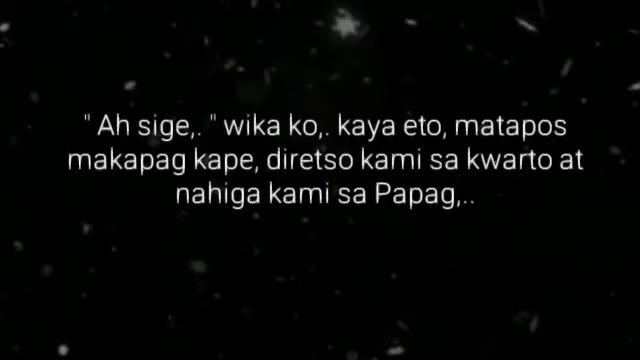 " Ah sige,. " wika ko,. kaya eto, matapos
makapag kape, diretso kami sa kwarto at
nahiga kami sa Papag,..